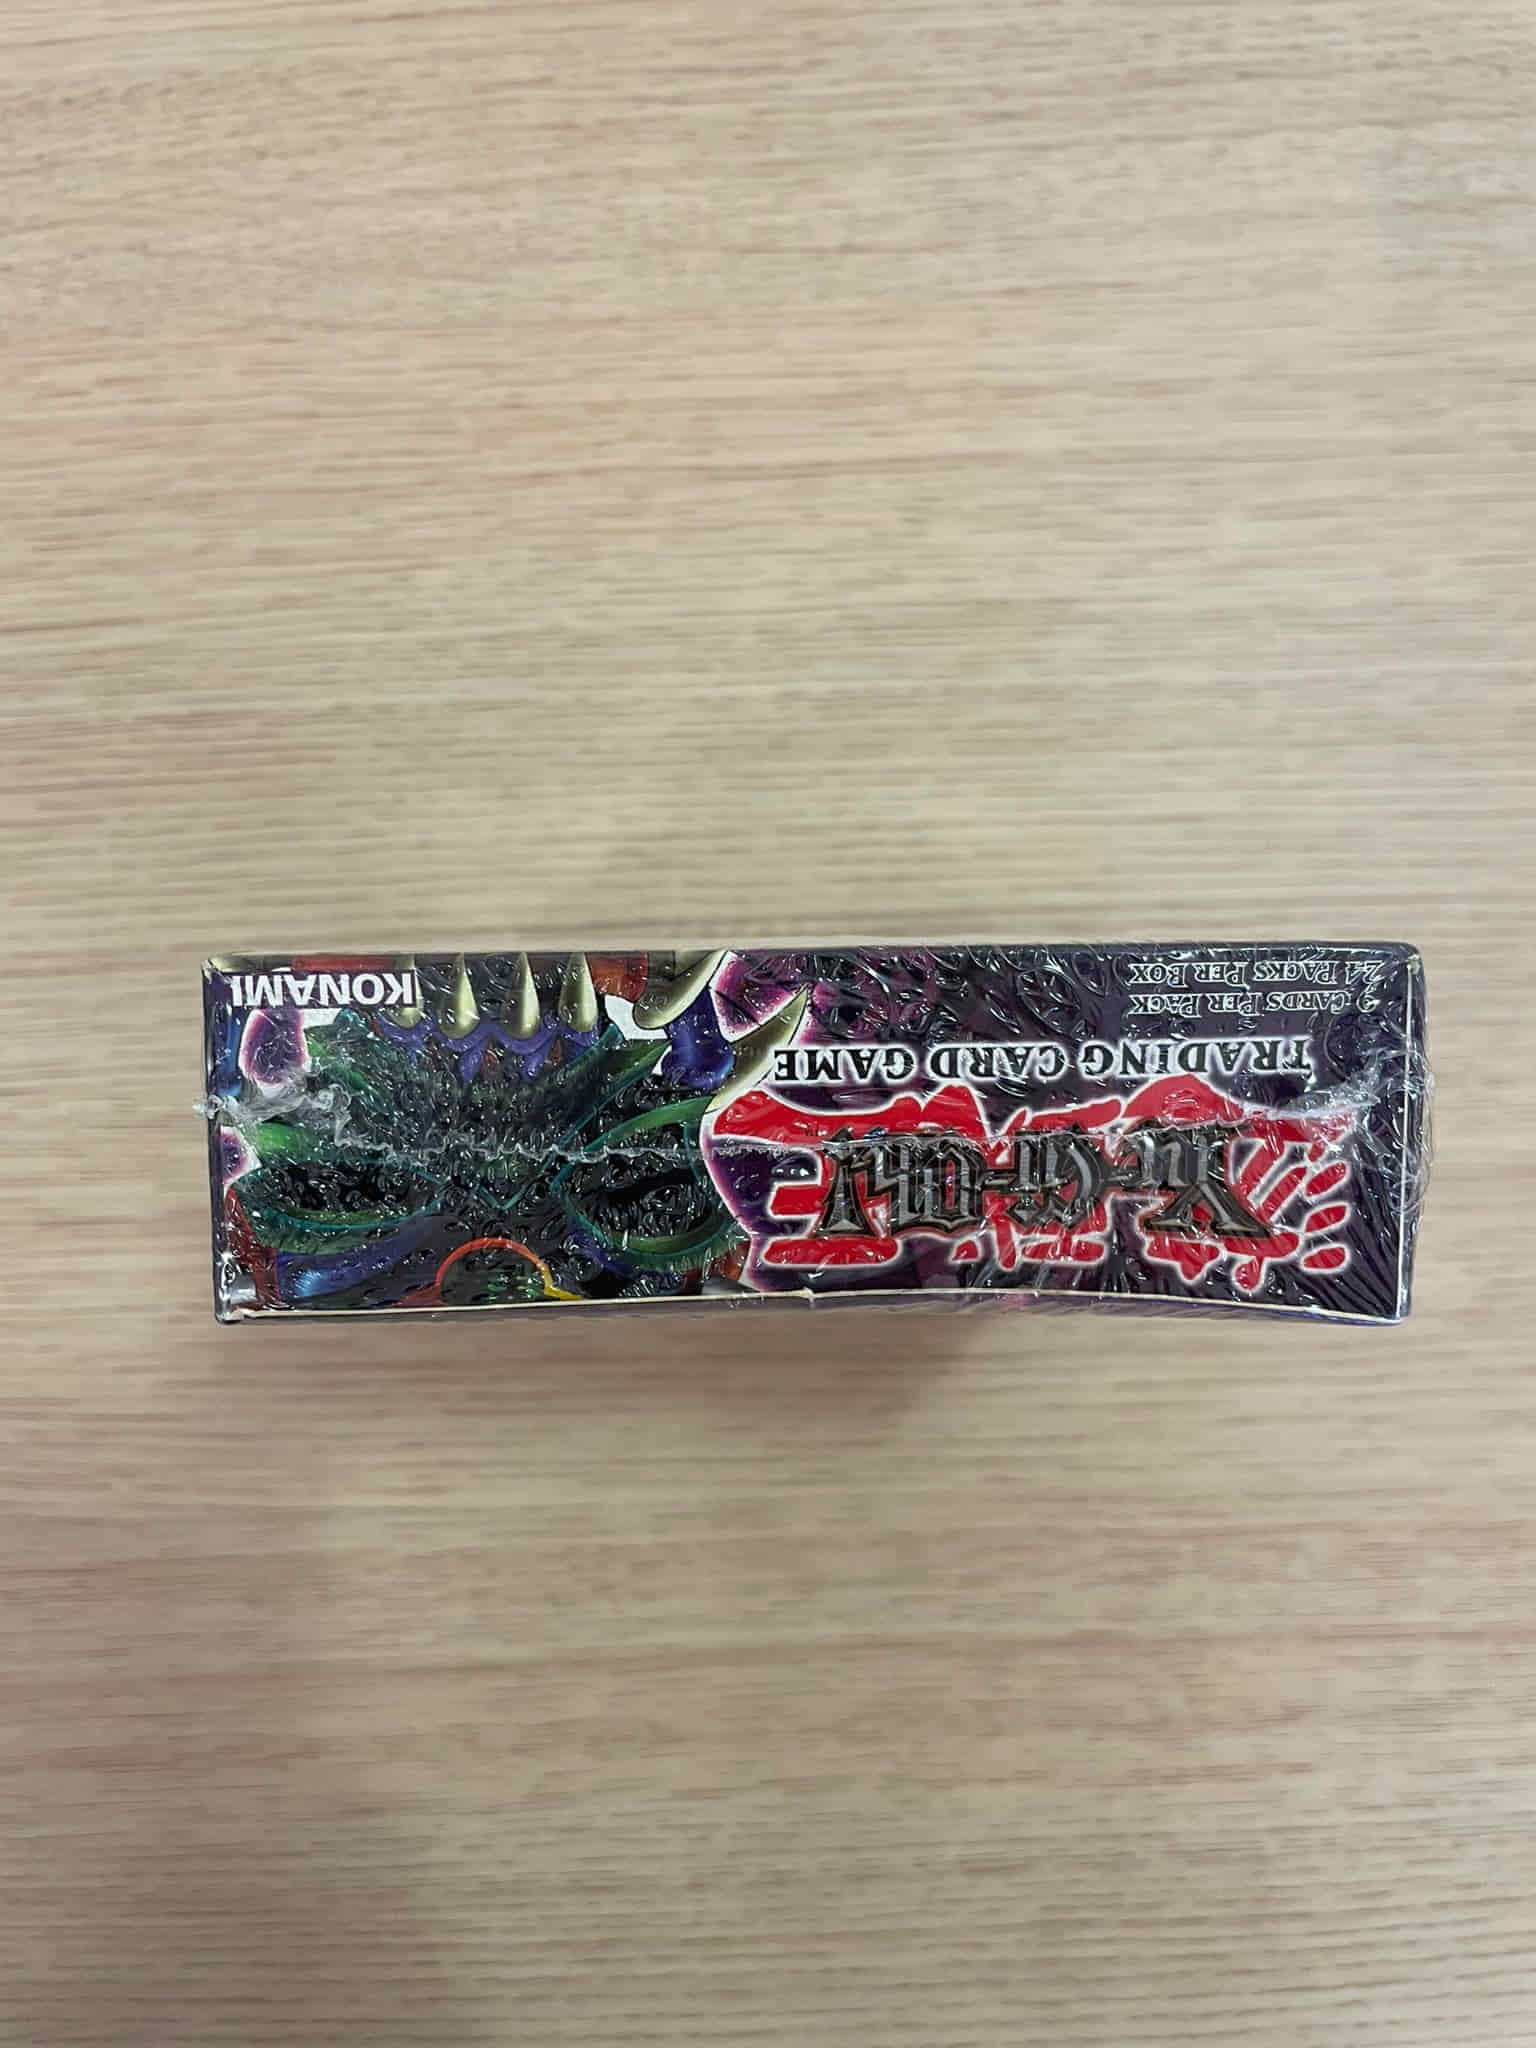 Yu-Gi-Oh!
TRADING CARD GAME
9 CARDS PER PACK
24 PACKS PER BOX
KONAMI